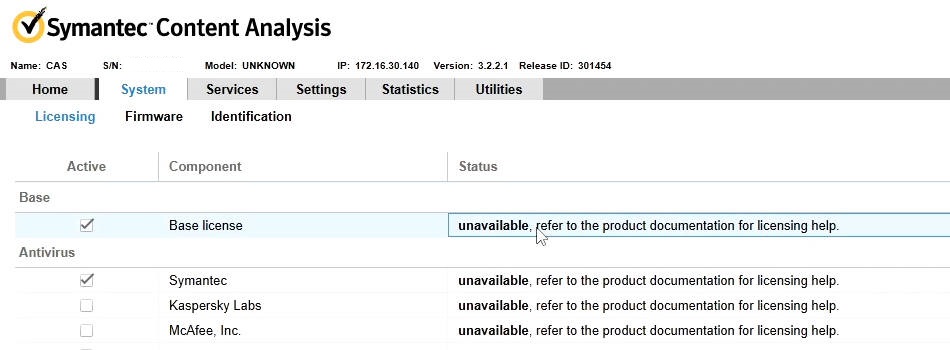 Symantec™ Content Analysis
Name: CAS S/N: Model: UNKNOWN IP: 172.16.30.140 Version: 3.2.2.1 Release ID: 301454
Home System Services Settings Statistics Utilities
Licensing Firmware Identification
Active Component Status
Base
Base license unavailable, refer to the product documentation for licensing help.
Antivirus
Symantec unavailable, refer to the product documentation for licensing help.
Kaspersky Labs unavailable, refer to the product documentation for licensing help.
McAfee, Inc. unavailable, refer to the product documentation for licensing help.